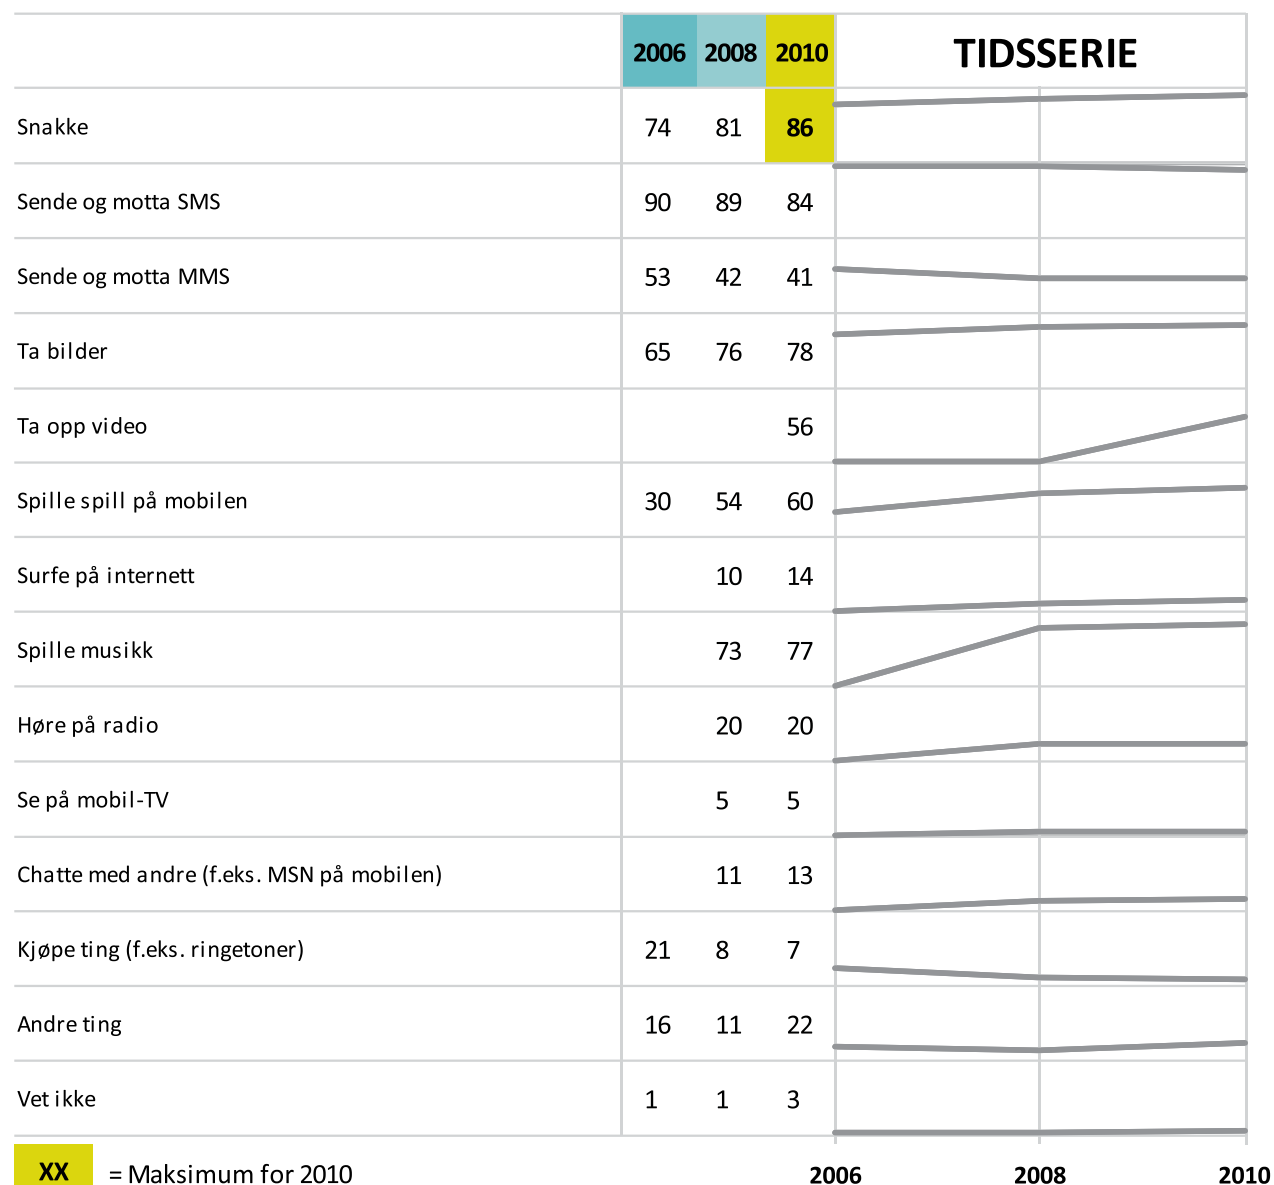 2006 2008 2010 TIDSSERIE
Snakke 74 81 86
Sende og motta SMS 90 89 84
Sende og motta MMS 53 42 41
Ta bilder 65 76 78
Ta opp video 56
Spille spill på mobilen 30 54 60
Surfe på internett 10 14
Spille musikk 73 77
Høre på radio 20 20
Se på mobil-TV 5 5
Chatte med andre (f.eks. MSN på mobilen) 11 13
Kjøpe ting (f.eks. ringetoner) 21 8 7
Andre ting 16 11 22
Vet ikke 1 1 3
XX = Maksimum for 2010 2006 2008 2010